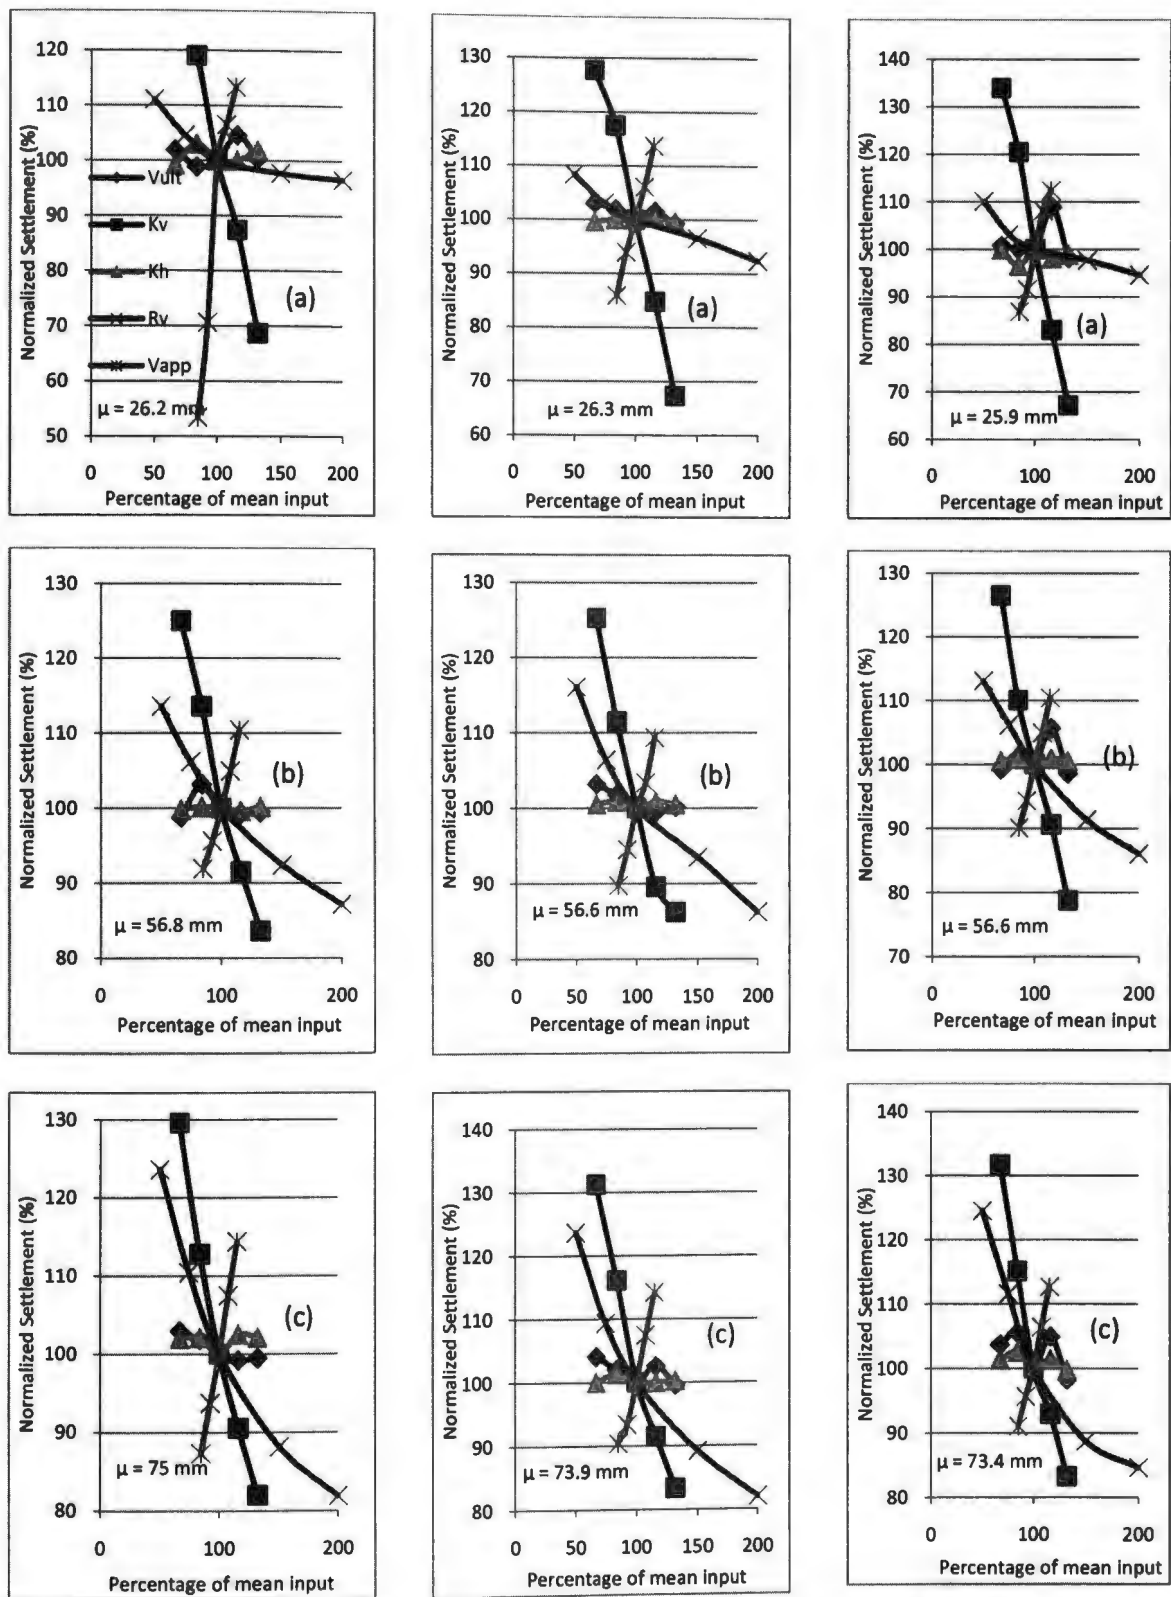 Normalized Settlement (%)
120
110
100
90
80
70
60
50
Vult
Kv
Kh
Rv
Vapp
(a)
μ = 26.2 mm
0 50 100 150 200
Percentage of mean input
Normalized Settlement (%)
130
120
110
100
90
80
70
60
(a)
μ = 26.3 mm
0 50 100 150 200
Percentage of mean input
Normalized Settlement (%)
140
130
120
110
100
90
80
70
60
(a)
μ = 25.9 mm
0 100 200
Percentage of mean input
Normalized Settlement (%)
130
120
110
100
90
80
(b)
μ = 56.8 mm
0 100 200
Percentage of mean input
Normalized Settlement (%)
130
120
110
100
90
80
(b)
μ = 56.6 mm
0 50 100 150 200
Percentage of mean input
Normalized Settlement (%)
130
120
110
100
90
80
70
(b)
μ = 56.6 mm
0 100 200
Percentage of mean input
Normalized Settlement (%)
130
120
110
100
90
80
(c)
μ = 75 mm
0 100 200
Percentage of mean input
Normalized Settlement (%)
140
130
120
110
100
90
80
(c)
μ = 73.9 mm
0 50 100 150 200
Percentage of mean input
Normalized Settlement (%)
140
130
120
110
100
90
80
(c)
μ = 73.4 mm
0 100 200
Percentage of mean input